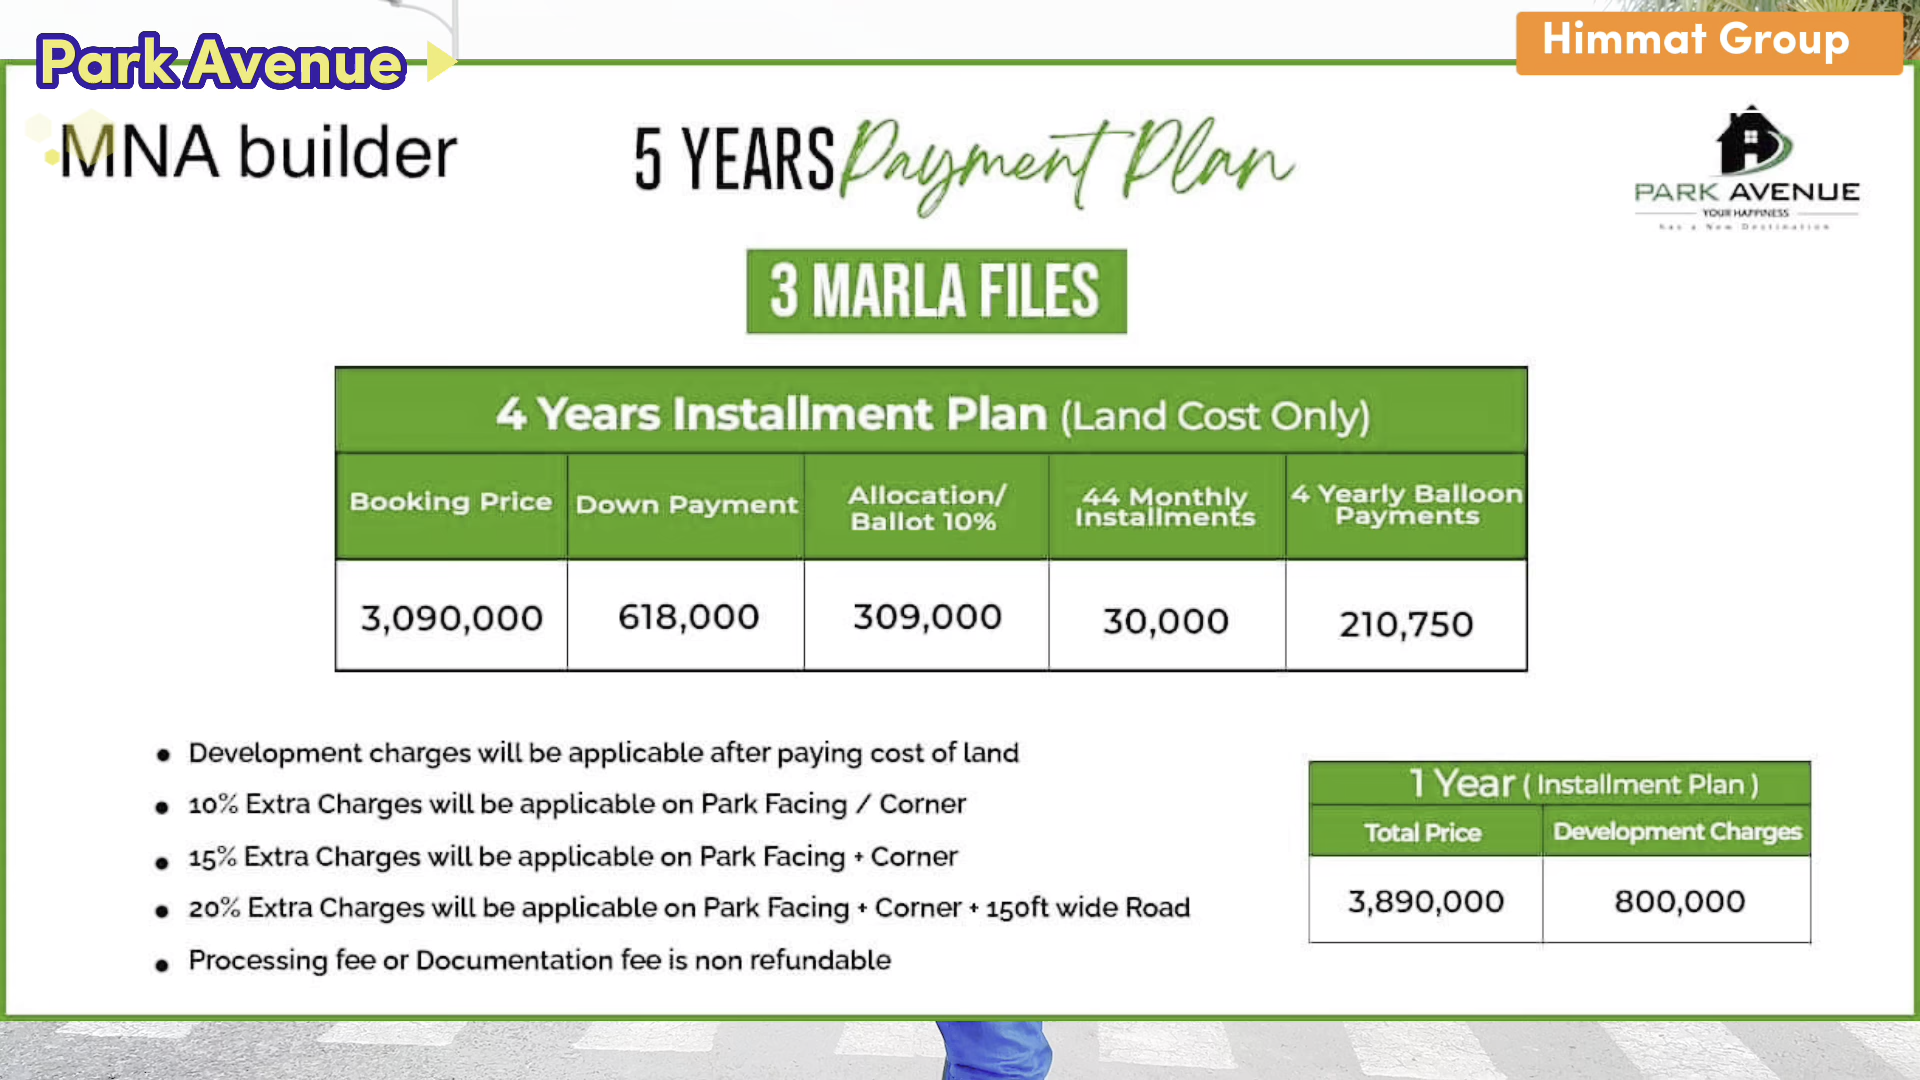 Park Avenue
Himmat Group
MNA builder
5 YEARS Payment Plan
PARK AVENUE
YOUR HAPPINESS
has a New Destination
3 MARLA FILES
4 Years Installment Plan (Land Cost Only)
Booking Price
Down Payment
Allocation/
Ballot 10%
44 Monthly
Installments
4 Yearly Balloon
Payments
3,090,000
618,000
309,000
30,000
210,750
• Development charges will be applicable after paying cost of land
• 10% Extra Charges will be applicable on Park Facing / Corner
• 15% Extra Charges will be applicable on Park Facing + Corner
• 20% Extra Charges will be applicable on Park Facing + Corner + 150ft wide Road
• Processing fee or Documentation fee is non refundable
1 Year ( Installment Plan )
Total Price
Development Charges
3,890,000
800,000